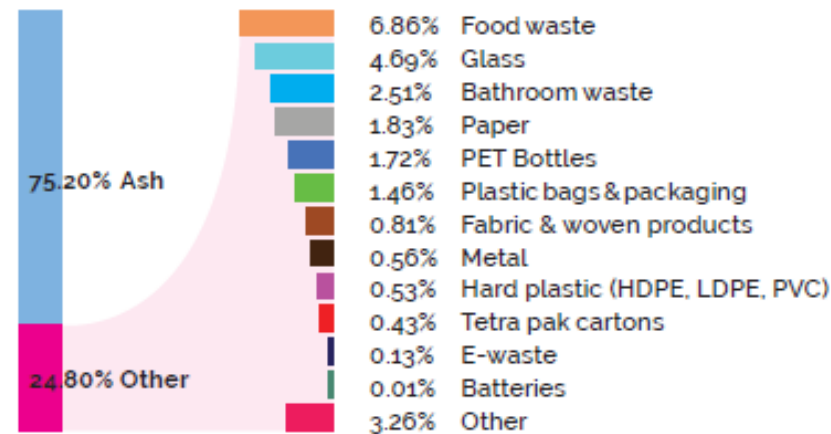 6.86% Food waste
4.69% Glass
2.51% Bathroom waste
1.83% Paper
1.72% PET Bottles
75.20% Ash
1.46% Plastic bags & packaging
0.81% Fabric & woven products
0.56% Metal
0.53% Hard plastic (HDPE, LDPE, PVC)
0.43% Tetra pak cartons
0.13% E-waste
24.80% Other
0.01% Batteries
3.26% Other